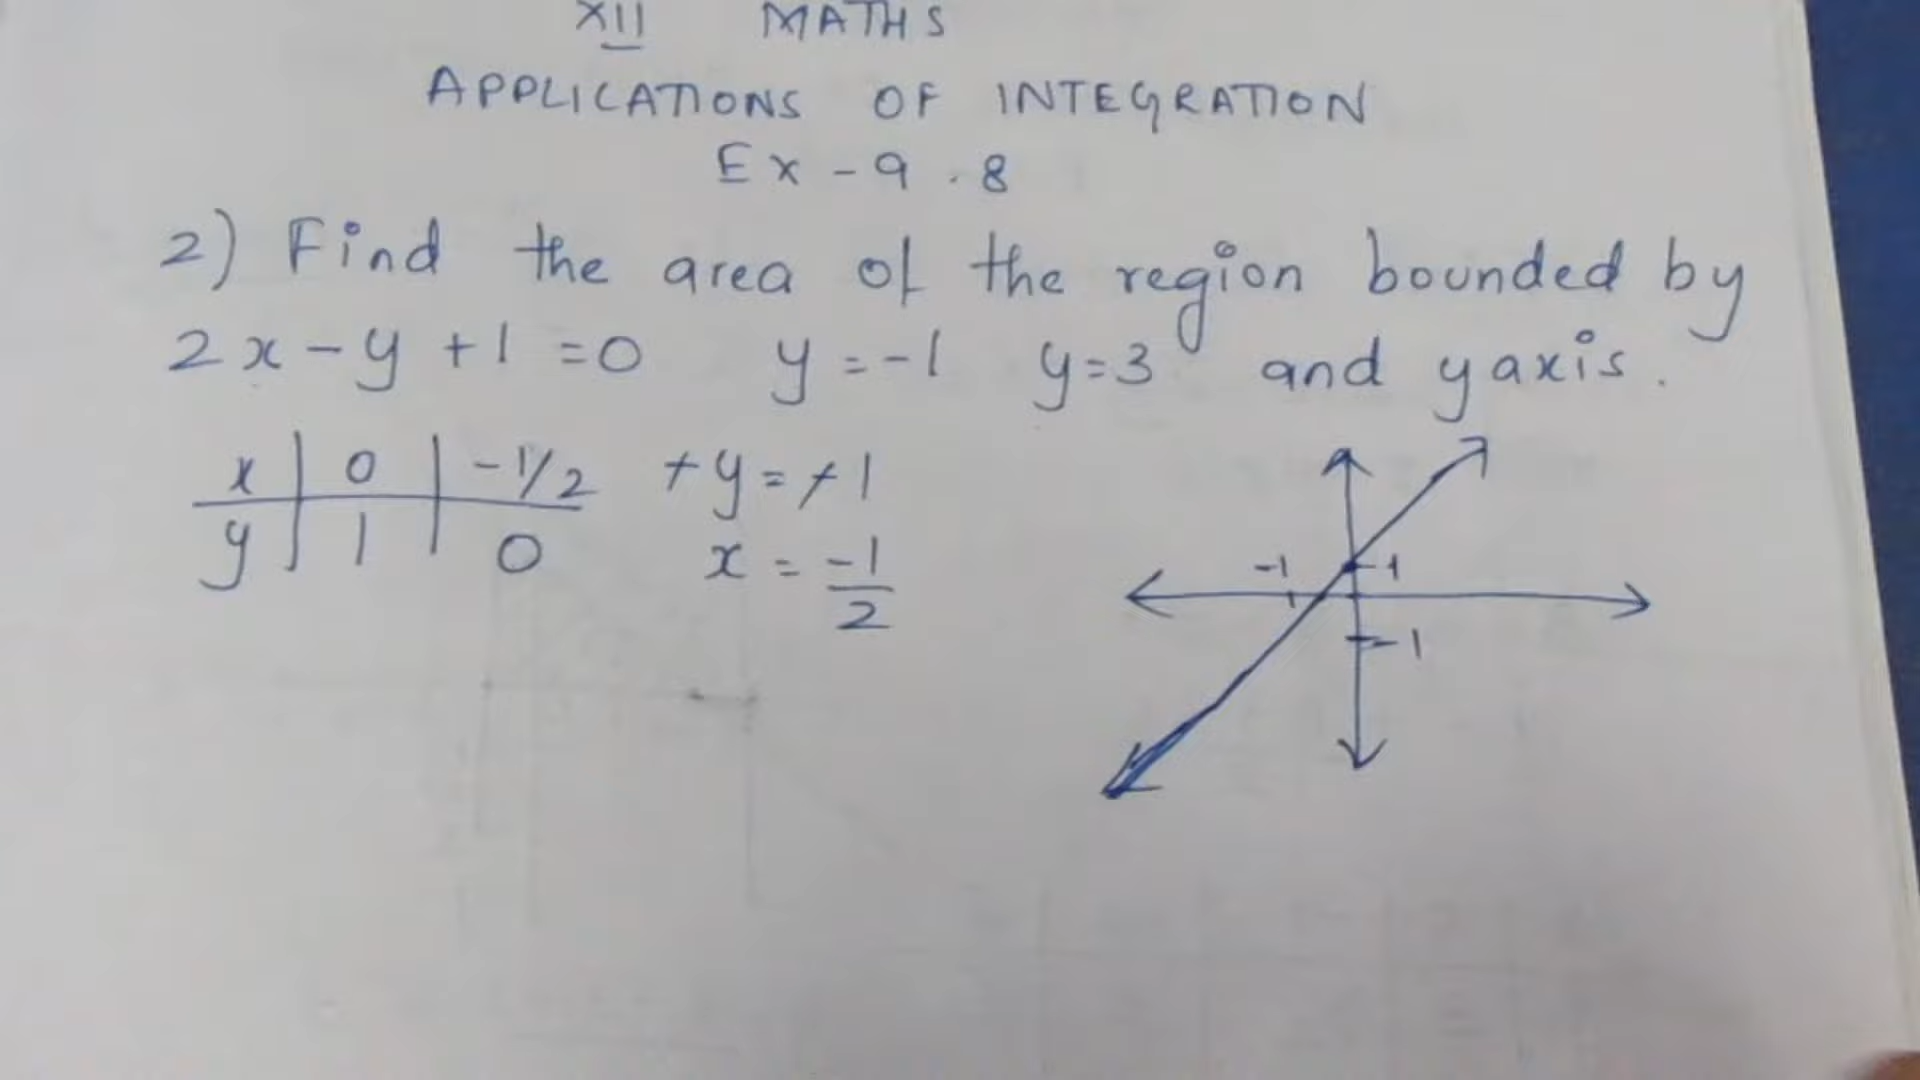 XII MATHS
APPLICATIONS OF INTEGRATION
Ex - 9.8
2) Find the area of the region bounded by
2x - y + 1 = 0 y = -1 y = 3 and y axis.
x | 0 | -1/2
y | 1 | 0
+y = +1
x = -1/2
-1 1
-1